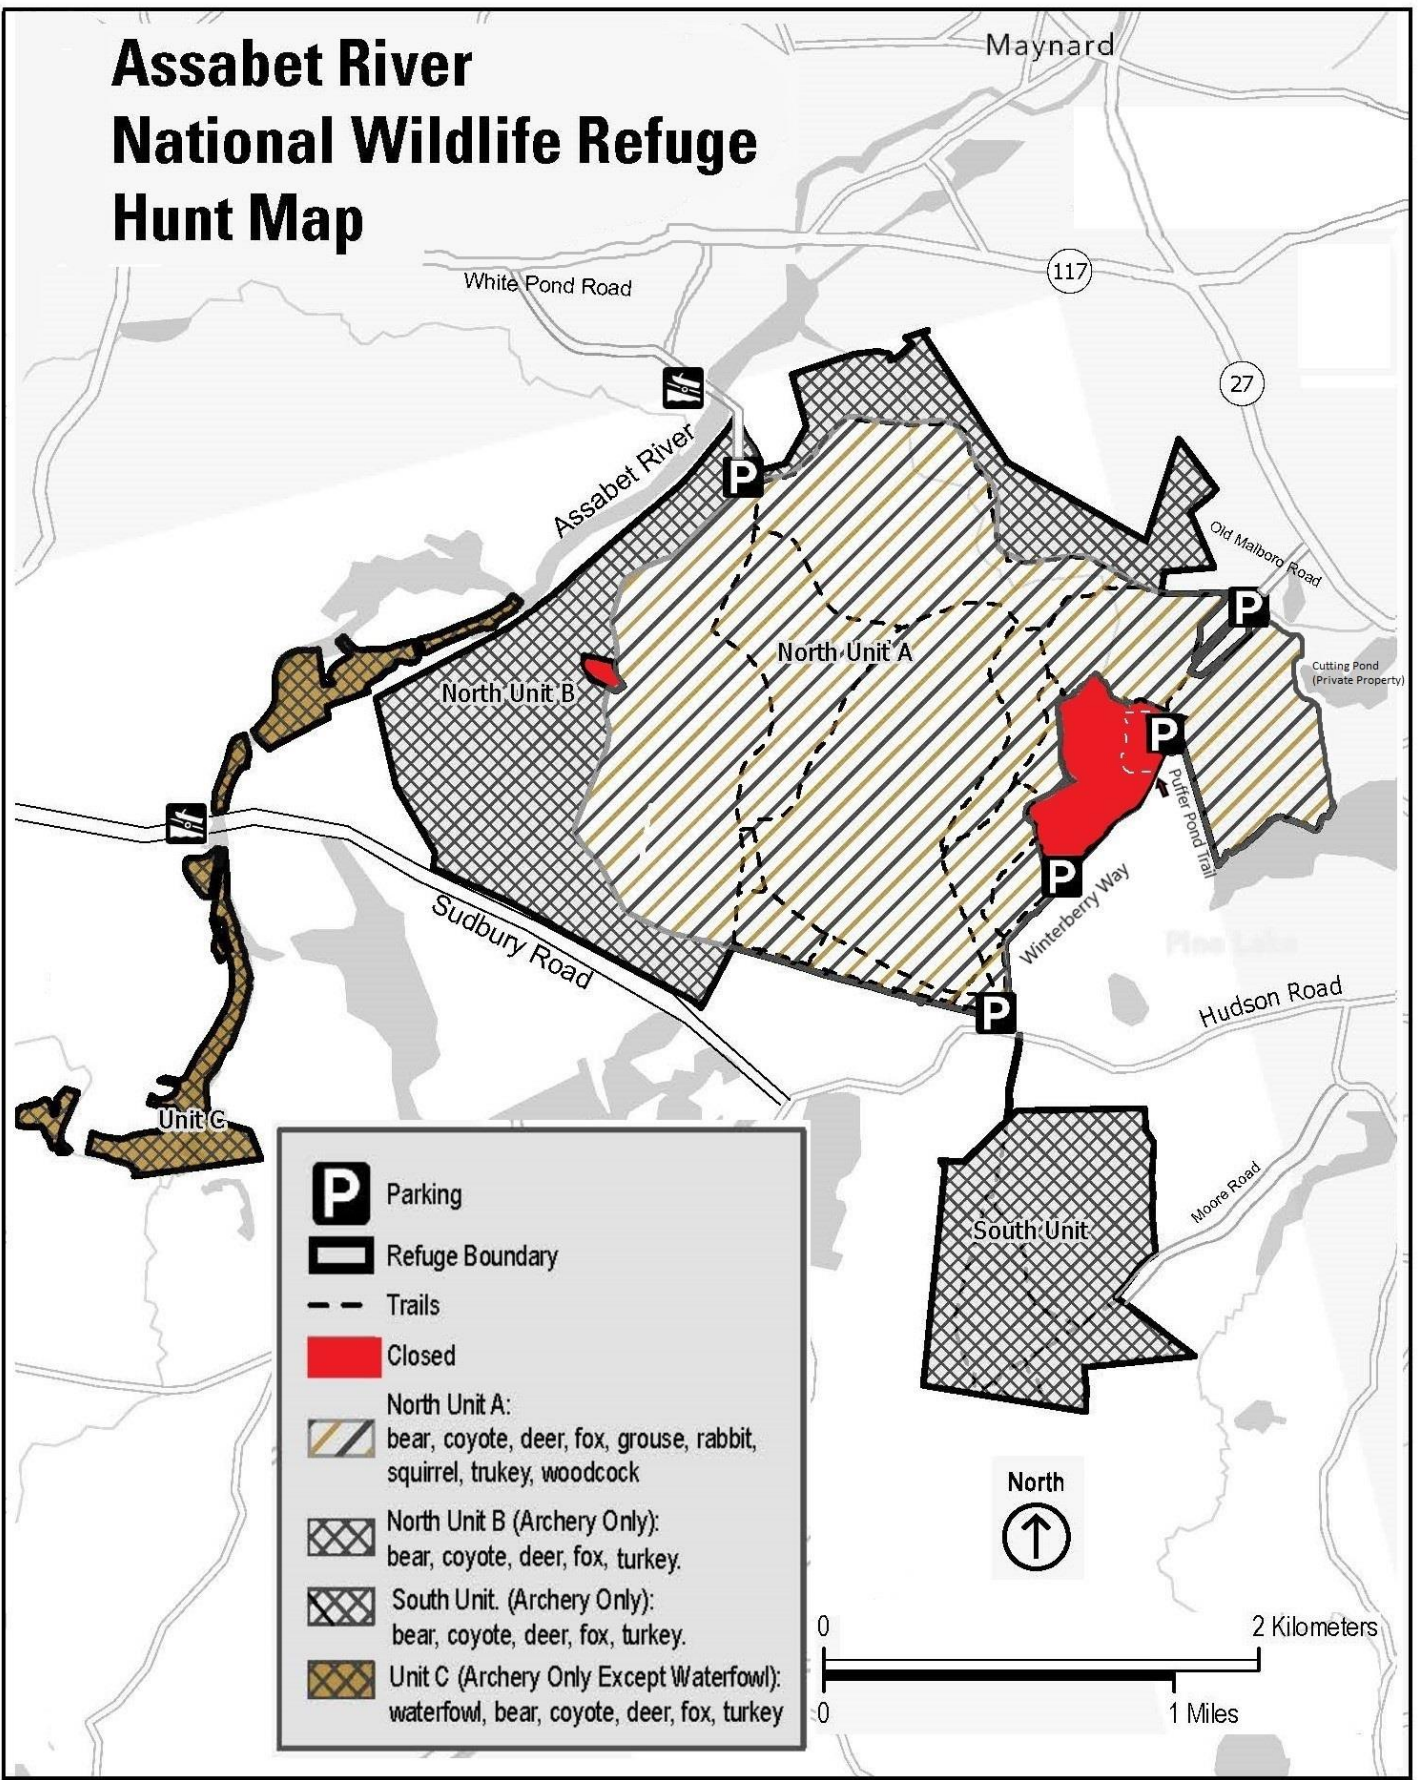 Assabet River
National Wildlife Refuge
Hunt Map
Maynard
117
White Pond Road
27
Assabet River
P
Old Malboro Road
P
North Unit A
Cutting Pond
(Private Property)
North Unit B
P
Puffer Pond Trail
P
Winterberry Way
Sudbury Road
Pine Lake
Hudson Road
P
Unit C
Moore Road
South Unit
P Parking
Refuge Boundary
Trails
Closed
North Unit A:
bear, coyote, deer, fox, grouse, rabbit,
squirrel, trukey, woodcock
North Unit B (Archery Only):
bear, coyote, deer, fox, turkey.
South Unit. (Archery Only):
bear, coyote, deer, fox, turkey.
Unit C (Archery Only Except Waterfowl):
waterfowl, bear, coyote, deer, fox, turkey
North
0 2 Kilometers
0 1 Miles